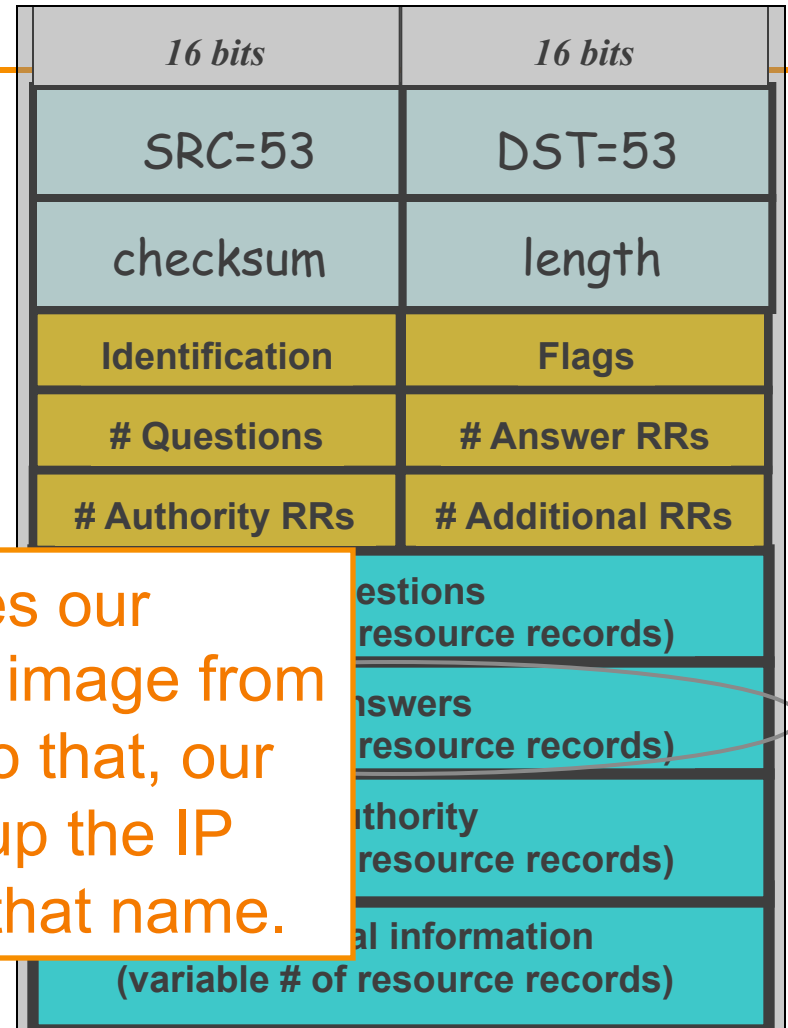 16 bits 16 bits
SRC=53 DST=53
checksum length
Identification Flags
# Questions # Answer RRs
# Authority RRs # Additional RRs
estions
resource records)
nswers
resource records)
thority
resource records)
al information
(variable # of resource records)
es our
image from
o that, our
up the IP
that name.